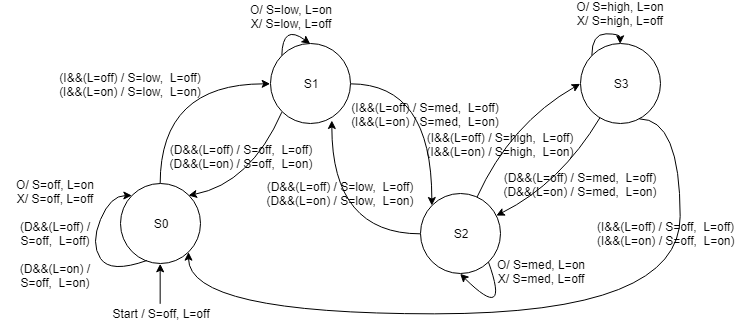 O/ S=low, L=on
X/ S=low, L=off
O/ S=high, L=on
X/ S=high, L=off
S1
S3
(I&&(L=off) / S=low,  L=off)
(I&&(L=on) / S=low,  L=on)
(I&&(L=off) / S=med,  L=off)
(I&&(L=on) / S=med,  L=on)
(I&&(L=off) / S=high,  L=off)
(I&&(L=on) / S=high,  L=on)
(D&&(L=off) / S=off,  L=off)
(D&&(L=on) / S=off,  L=on)
(D&&(L=off) / S=low,  L=off)
(D&&(L=on) / S=low,  L=on)
(D&&(L=off) / S=med,  L=off)
(D&&(L=on) / S=med,  L=on)
O/ S=off, L=on
X/ S=off, L=off
(D&&(L=off) /
S=off,  L=off)
(D&&(L=on) /
S=off,  L=on)
S0
S2
(I&&(L=off) / S=off,  L=off)
(I&&(L=on) / S=off,  L=on)
O/ S=med, L=on
X/ S=med, L=off
Start / S=off, L=off